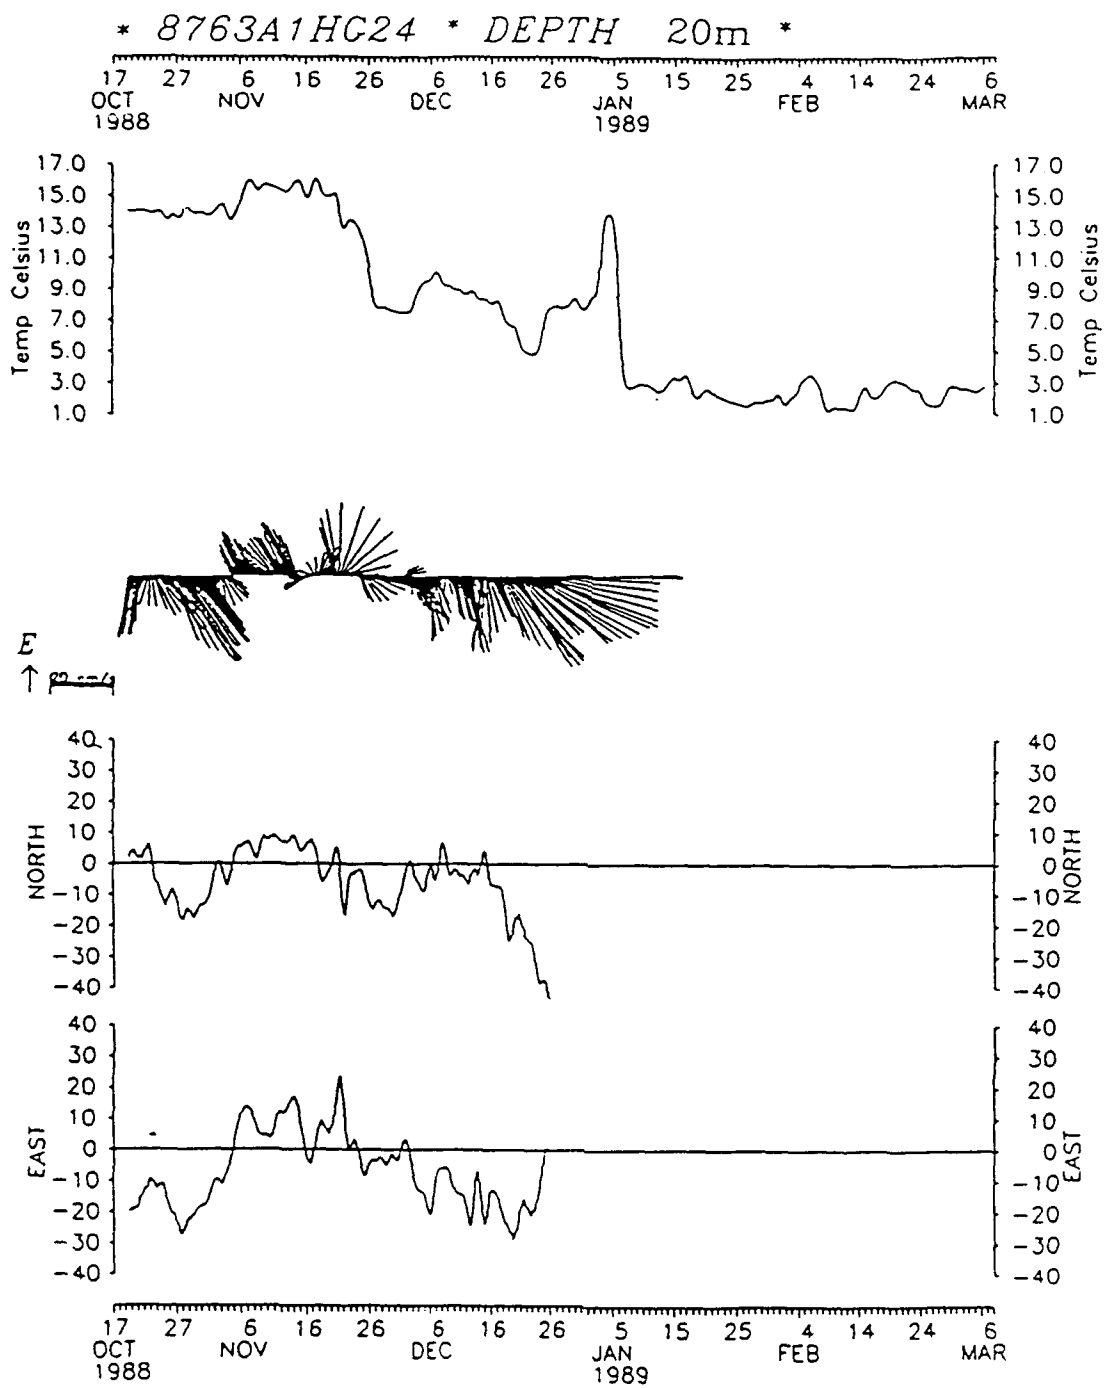 * 8763A1HG24 * DEPTH 20m *
17 27 6 16 26 6 16 26 5 15 25 4 14 24 6
OCT NOV DEC JAN FEB MAR
1988 1989
17.0 17.0
15.0 15.0
13.0 13.0
11.0 11.0
9.0 9.0
7.0 7.0
5.0 5.0
3.0 3.0
1.0 1.0
Temp Celsius
Temp Celsius
E
40 40
30 30
20 20
10 10
0 0
-10 -10
-20 -20
-30 -30
-40 -40
NORTH
NORTH
40 40
30 30
20 20
10 10
0 0
-10 -10
-20 -20
-30 -30
-40 -40
EAST
EAST
17 27 6 16 26 6 16 26 5 15 25 4 14 24 6
OCT NOV DEC JAN FEB MAR
1988 1989